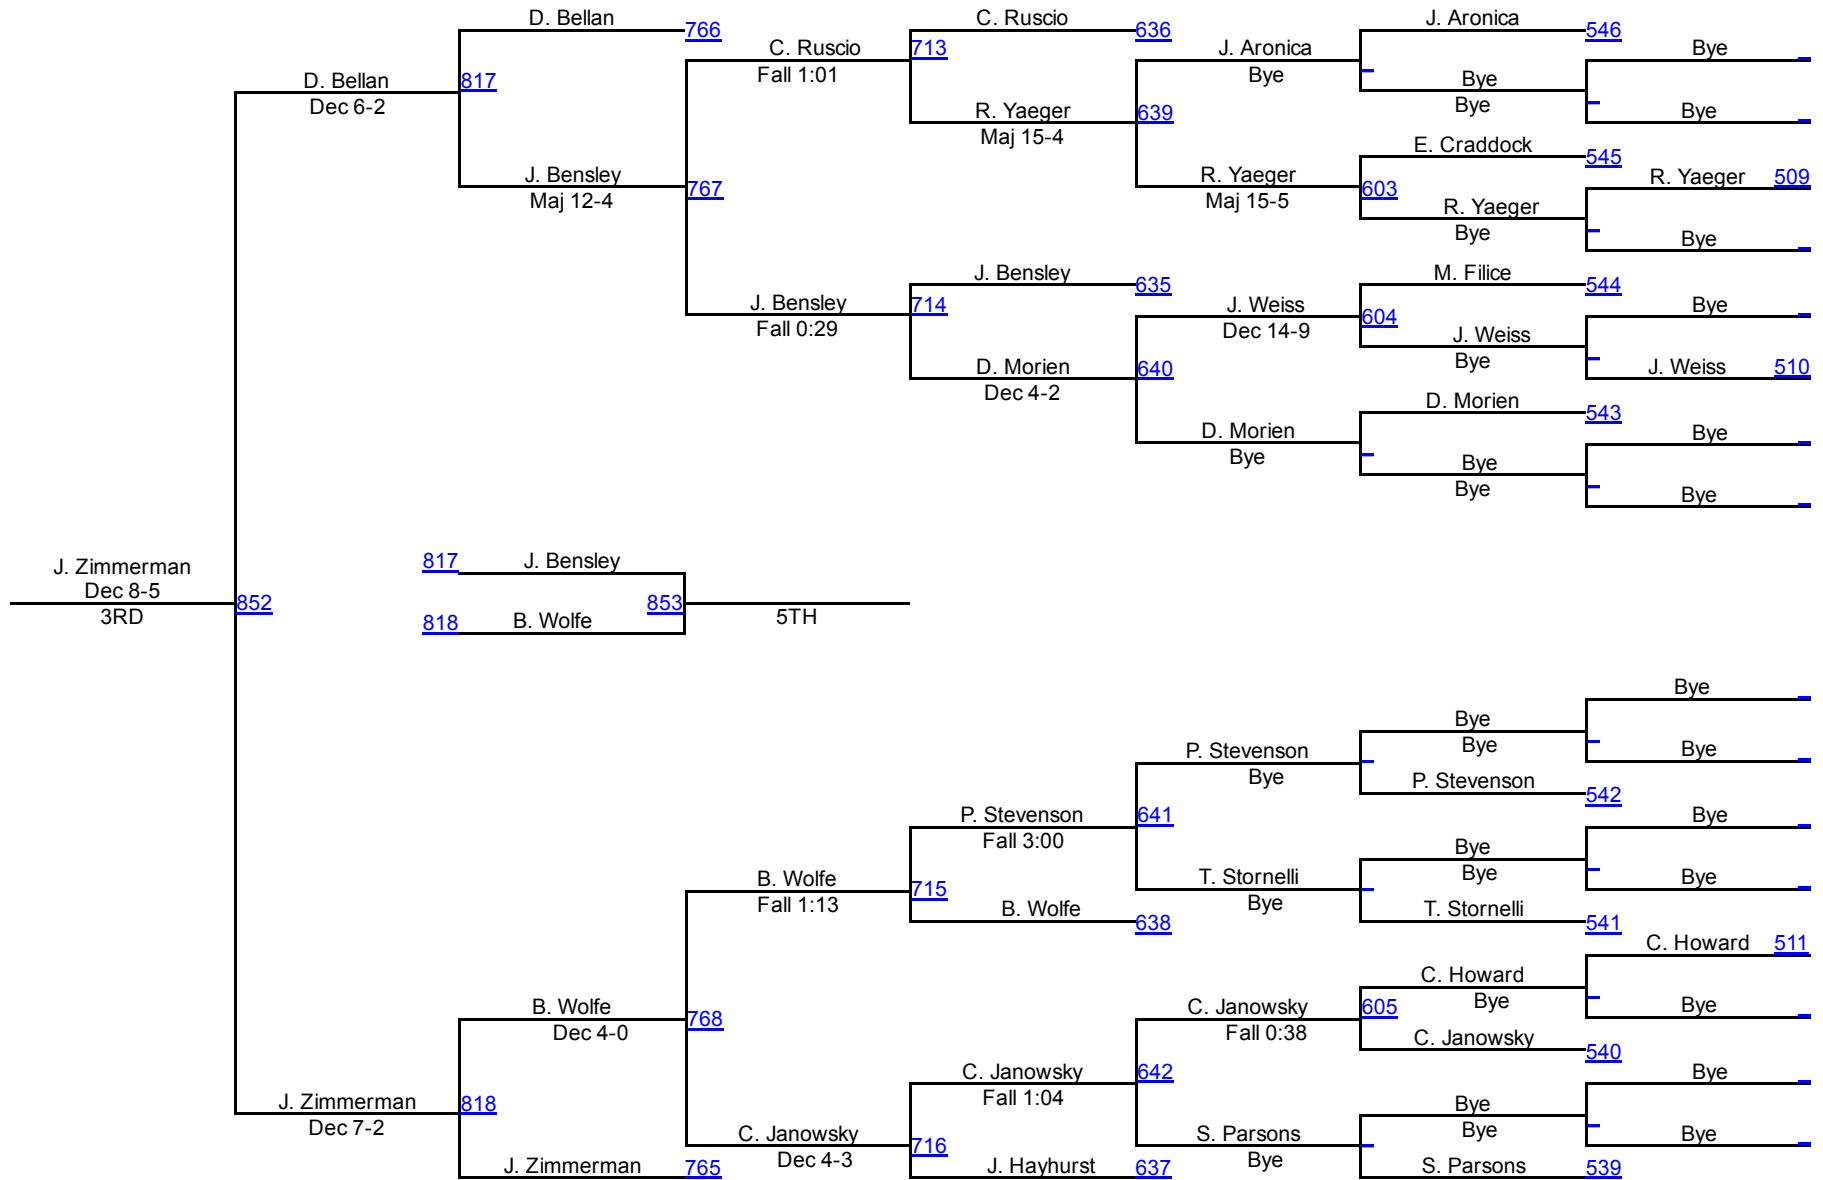 D. Bellan
766
C. Ruscio
636
J. Aronica
546
C. Ruscio
713
Fall 1:01
J. Aronica
Bye
Bye
D. Bellan
817
Dec 6-2
Bye
Bye
R. Yaeger
639
Maj 15-4
Bye
E. Craddock
545
J. Bensley
767
Maj 12-4
R. Yaeger
603
Maj 15-5
R. Yaeger 509
R. Yaeger
Bye
Bye
J. Bensley
635
M. Filice
544
J. Bensley
714
Fall 0:29
J. Weiss
604
Dec 14-9
Bye
J. Weiss
Bye
D. Morien
640
Dec 4-2
J. Weiss 510
D. Morien
543
D. Morien
Bye
Bye
Bye
Bye
Bye
817 J. Bensley
J. Zimmerman
Dec 8-5
852
3RD
853
5TH
818 B. Wolfe
Bye
Bye
Bye
Bye
P. Stevenson
Bye
P. Stevenson
542
P. Stevenson
641
Fall 3:00
Bye
Bye
Bye
Bye
B. Wolfe
715
Fall 1:13
T. Stornelli
Bye
B. Wolfe
638
T. Stornelli
541
C. Howard 511
C. Howard
Bye
Bye
B. Wolfe
768
Dec 4-0
C. Janowsky
605
Fall 0:38
C. Janowsky
540
C. Janowsky
642
Fall 1:04
Bye
J. Zimmerman
818
Dec 7-2
Bye
Bye
Bye
C. Janowsky
716
Dec 4-3
S. Parsons
Bye
J. Zimmerman
765
J. Hayhurst
637
S. Parsons
539